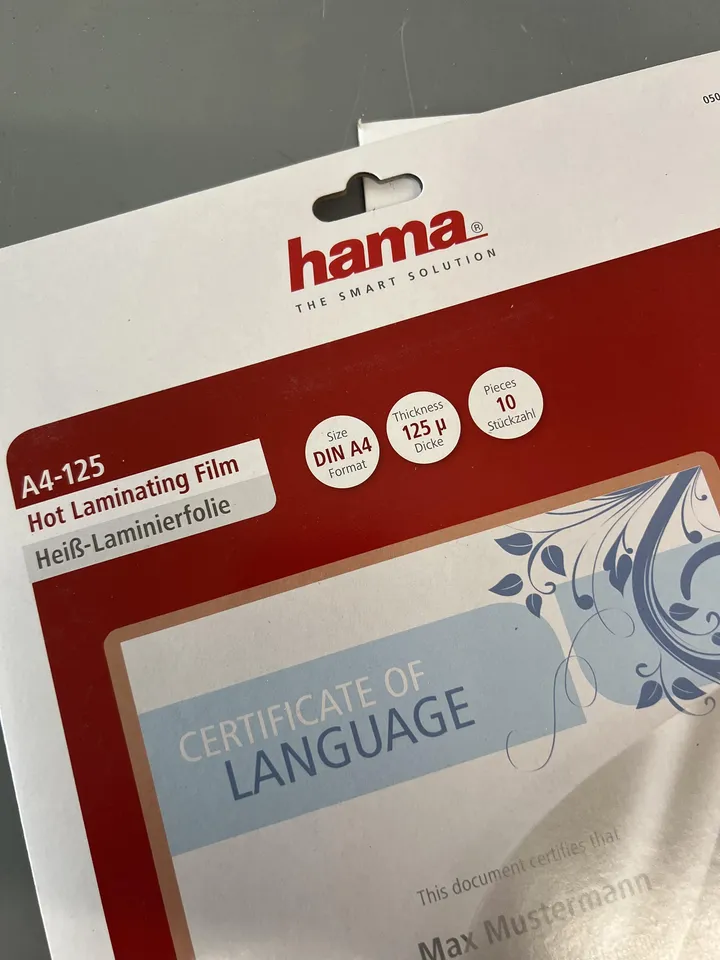 050
hama®
THE SMART SOLUTION
A4-125
Hot Laminating Film
Heiß-Laminierfolie
Size
DIN A4
Format
Thickness
125 µ
Dicke
Pieces
10
Stückzahl
CERTIFICATE OF
LANGUAGE
This document certifies that
Max Mustermann